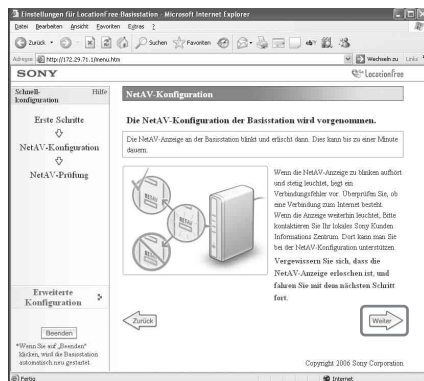 Einstellungen für LocationFree Basisstation - Microsoft Internet Explorer
Datei Bearbeiten Ansicht Favoriten Extras ?
Zurück Suchen Favoriten
Adresse http://172.29.71.1/menu.htm Wechseln zu Links
SONY LocationFree
Schnell-
konfiguration
Hilfe
Erste Schritte
NetAV-Konfiguration
NetAV-Prüfung
Erweiterte
Konfiguration
Beenden
*Wenn Sie auf „Beenden"
klicken, wird die Basisstation
automatisch neu gestartet.
NetAV-Konfiguration
Die NetAV-Konfiguration der Basisstation wird vorgenommen.
Die NetAV-Anzeige an der Basisstation blinkt und erlischt dann. Dies kann bis zu einer Minute
dauern.
NETAV
NETAV
NETAV
Wenn die NetAV-Anzeige zu blinken aufhört
und stetig leuchtet, liegt ein
Verbindungsfehler vor. Überprüfen Sie, ob
eine Verbindung zum Internet besteht.
Wenn die Anzeige weiterhin leuchtet, Bitte
kontaktieren Sie Ihr lokales Sony Kunden
Informations Zentrum. Dort kann man Sie
bei der NetAV-Konfiguration unterstützen.
Vergewissern Sie sich, dass die
NetAV-Anzeige erloschen ist, und
fahren Sie mit dem nächsten Schritt
fort.
Zurück
Weiter
Copyright 2006 Sony Corporation
Fertig Internet